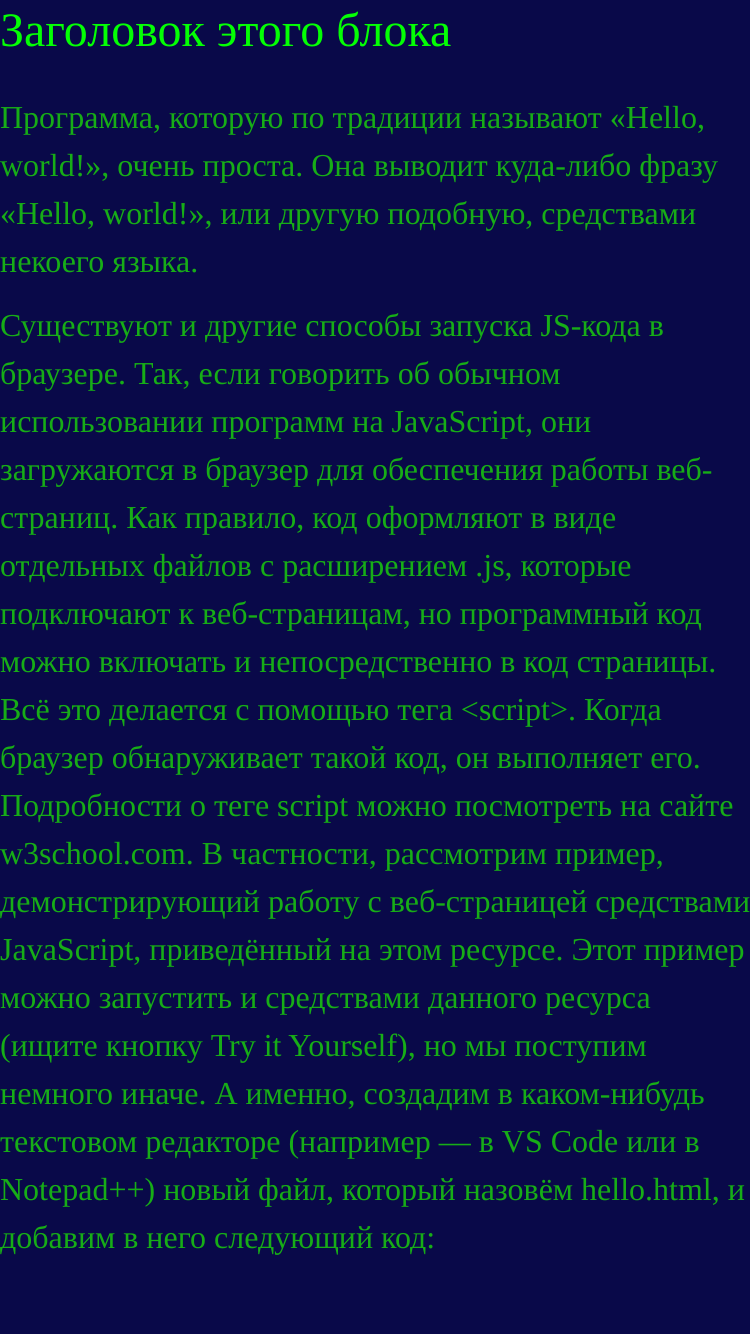 Заголовок этого блока
Программа, которую по традиции называют «Hello,
world!», очень проста. Она выводит куда-либо фразу
«Hello, world!», или другую подобную, средствами
некоего языка.
Существуют и другие способы запуска JS-кода в
браузере. Так, если говорить об обычном
использовании программ на JavaScript, они
загружаются в браузер для обеспечения работы веб-
страниц. Как правило, код оформляют в виде
отдельных файлов с расширением .js, которые
подключают к веб-страницам, но программный код
можно включать и непосредственно в код страницы.
Всё это делается с помощью тега <script>. Когда
браузер обнаруживает такой код, он выполняет его.
Подробности о теге script можно посмотреть на сайте
w3school.com. В частности, рассмотрим пример,
демонстрирующий работу с веб-страницей средствами
JavaScript, приведённый на этом ресурсе. Этот пример
можно запустить и средствами данного ресурса
(ищите кнопку Try it Yourself), но мы поступим
немного иначе. А именно, создадим в каком-нибудь
текстовом редакторе (например — в VS Code или в
Notepad++) новый файл, который назовём hello.html, и
добавим в него следующий код: